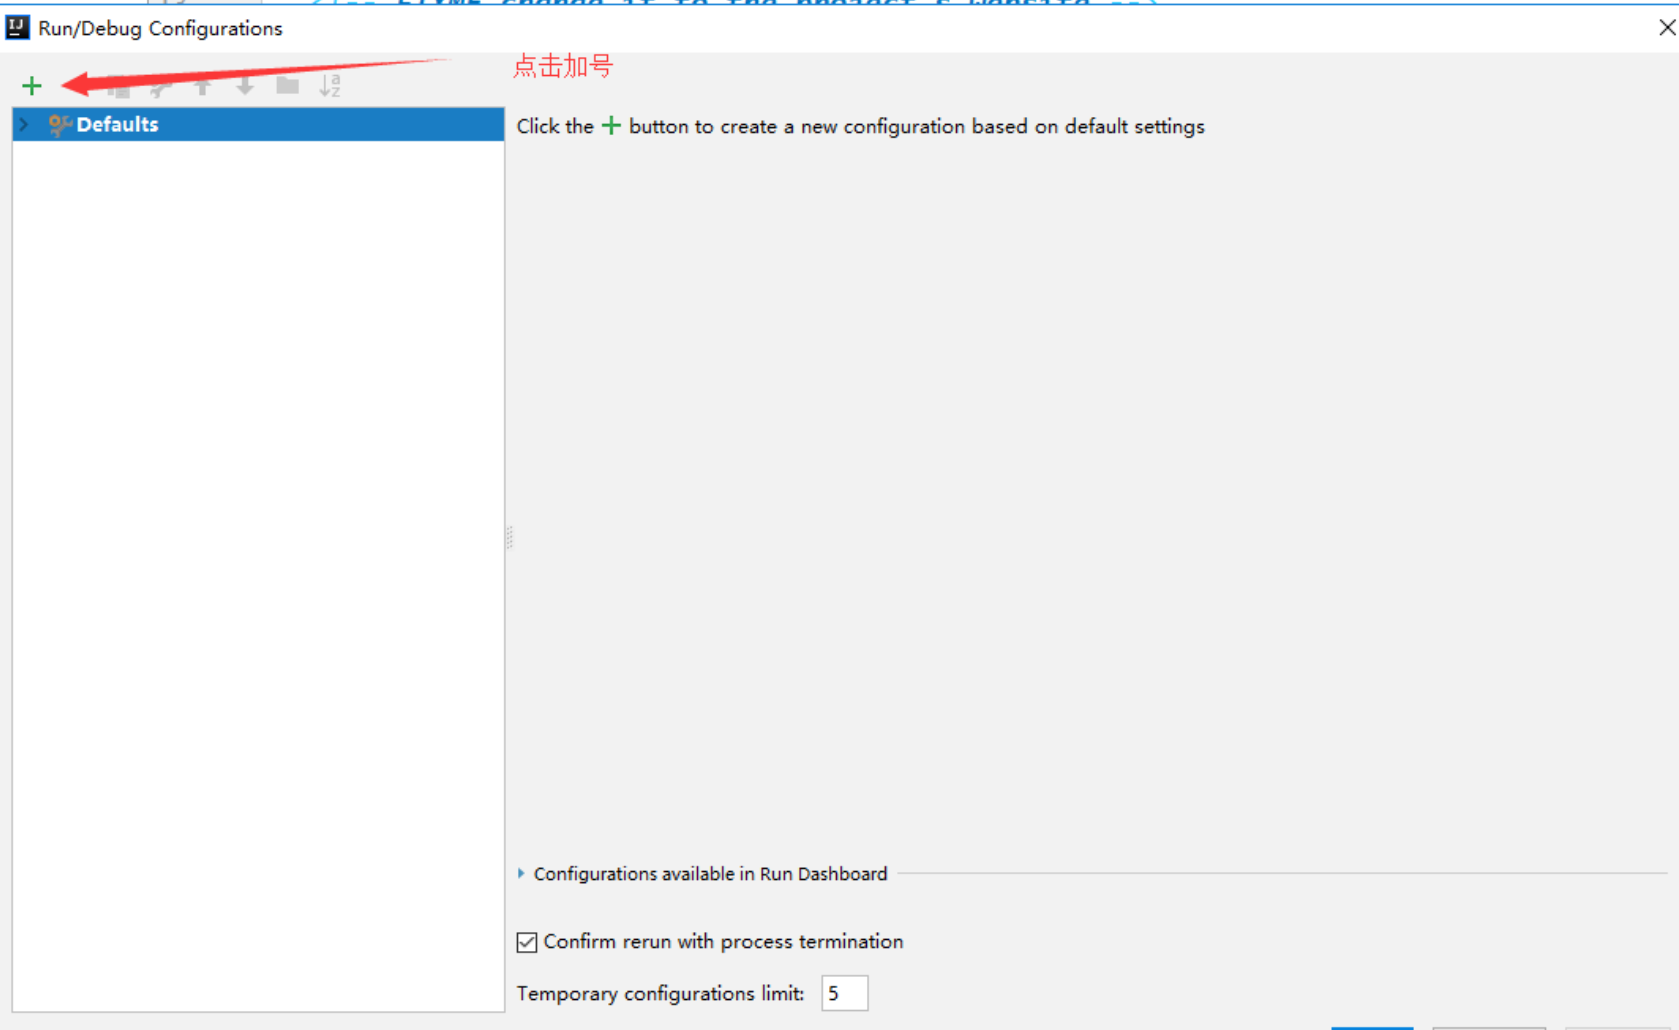 Run/Debug Configurations
点击加号
Defaults
Click the + button to create a new configuration based on default settings
Configurations available in Run Dashboard
Confirm rerun with process termination
Temporary configurations limit: 5